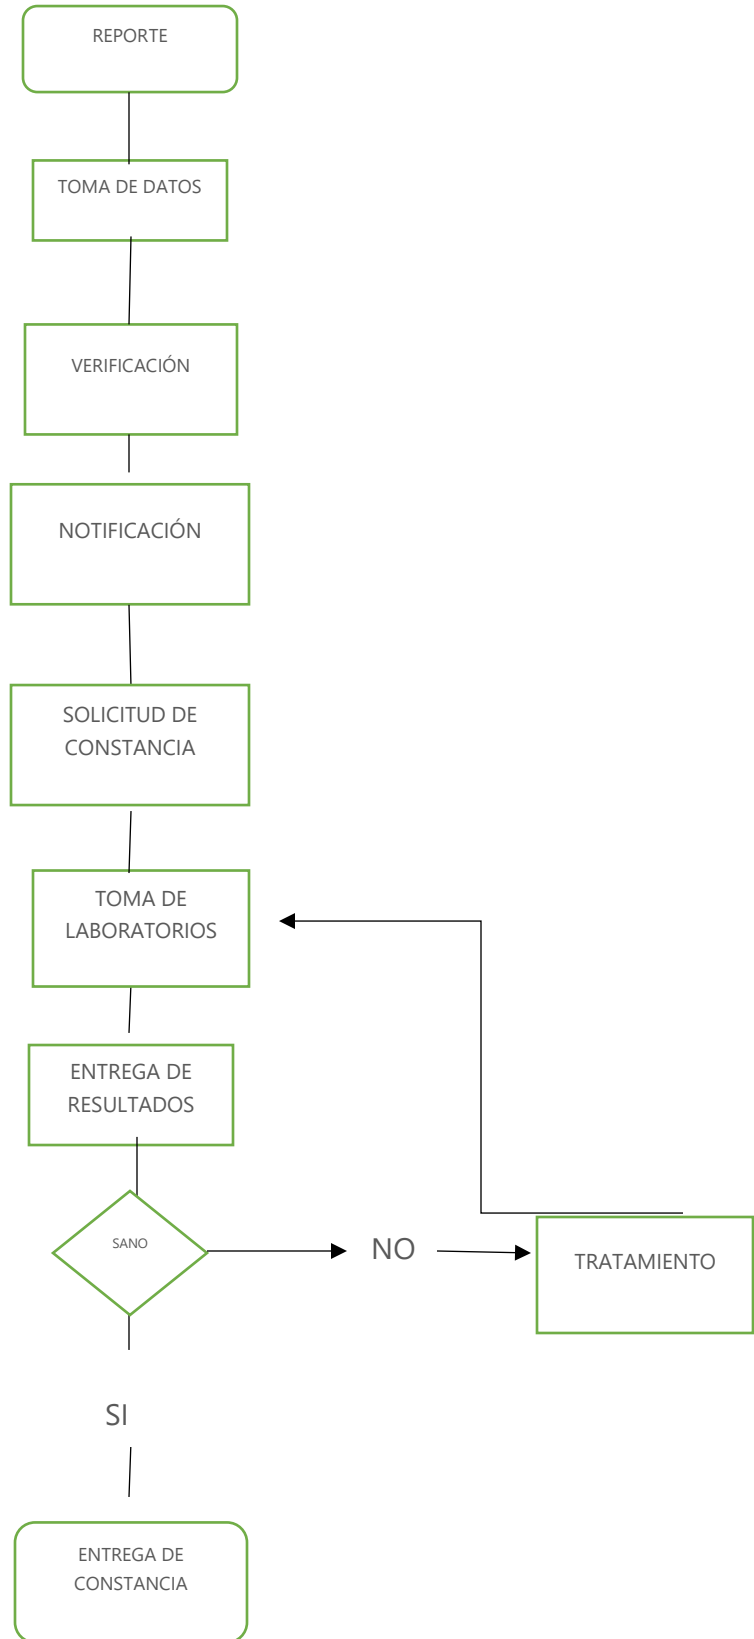 REPORTE
TOMA DE DATOS
VERIFICACIÓN
NOTIFICACIÓN
SOLICITUD DE
CONSTANCIA
TOMA DE
LABORATORIOS
ENTREGA DE
RESULTADOS
SANO
NO
TRATAMIENTO
SI
ENTREGA DE
CONSTANCIA